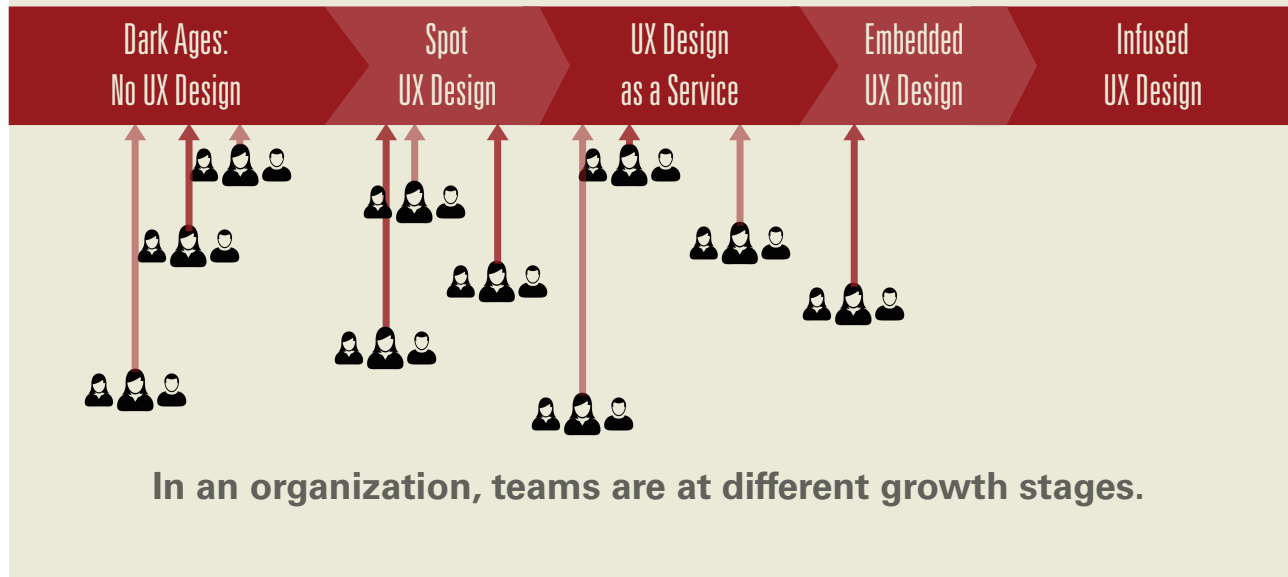 Dark Ages:
No UX Design
Spot
UX Design
UX Design
as a Service
Embedded
UX Design
Infused
UX Design
In an organization, teams are at different growth stages.